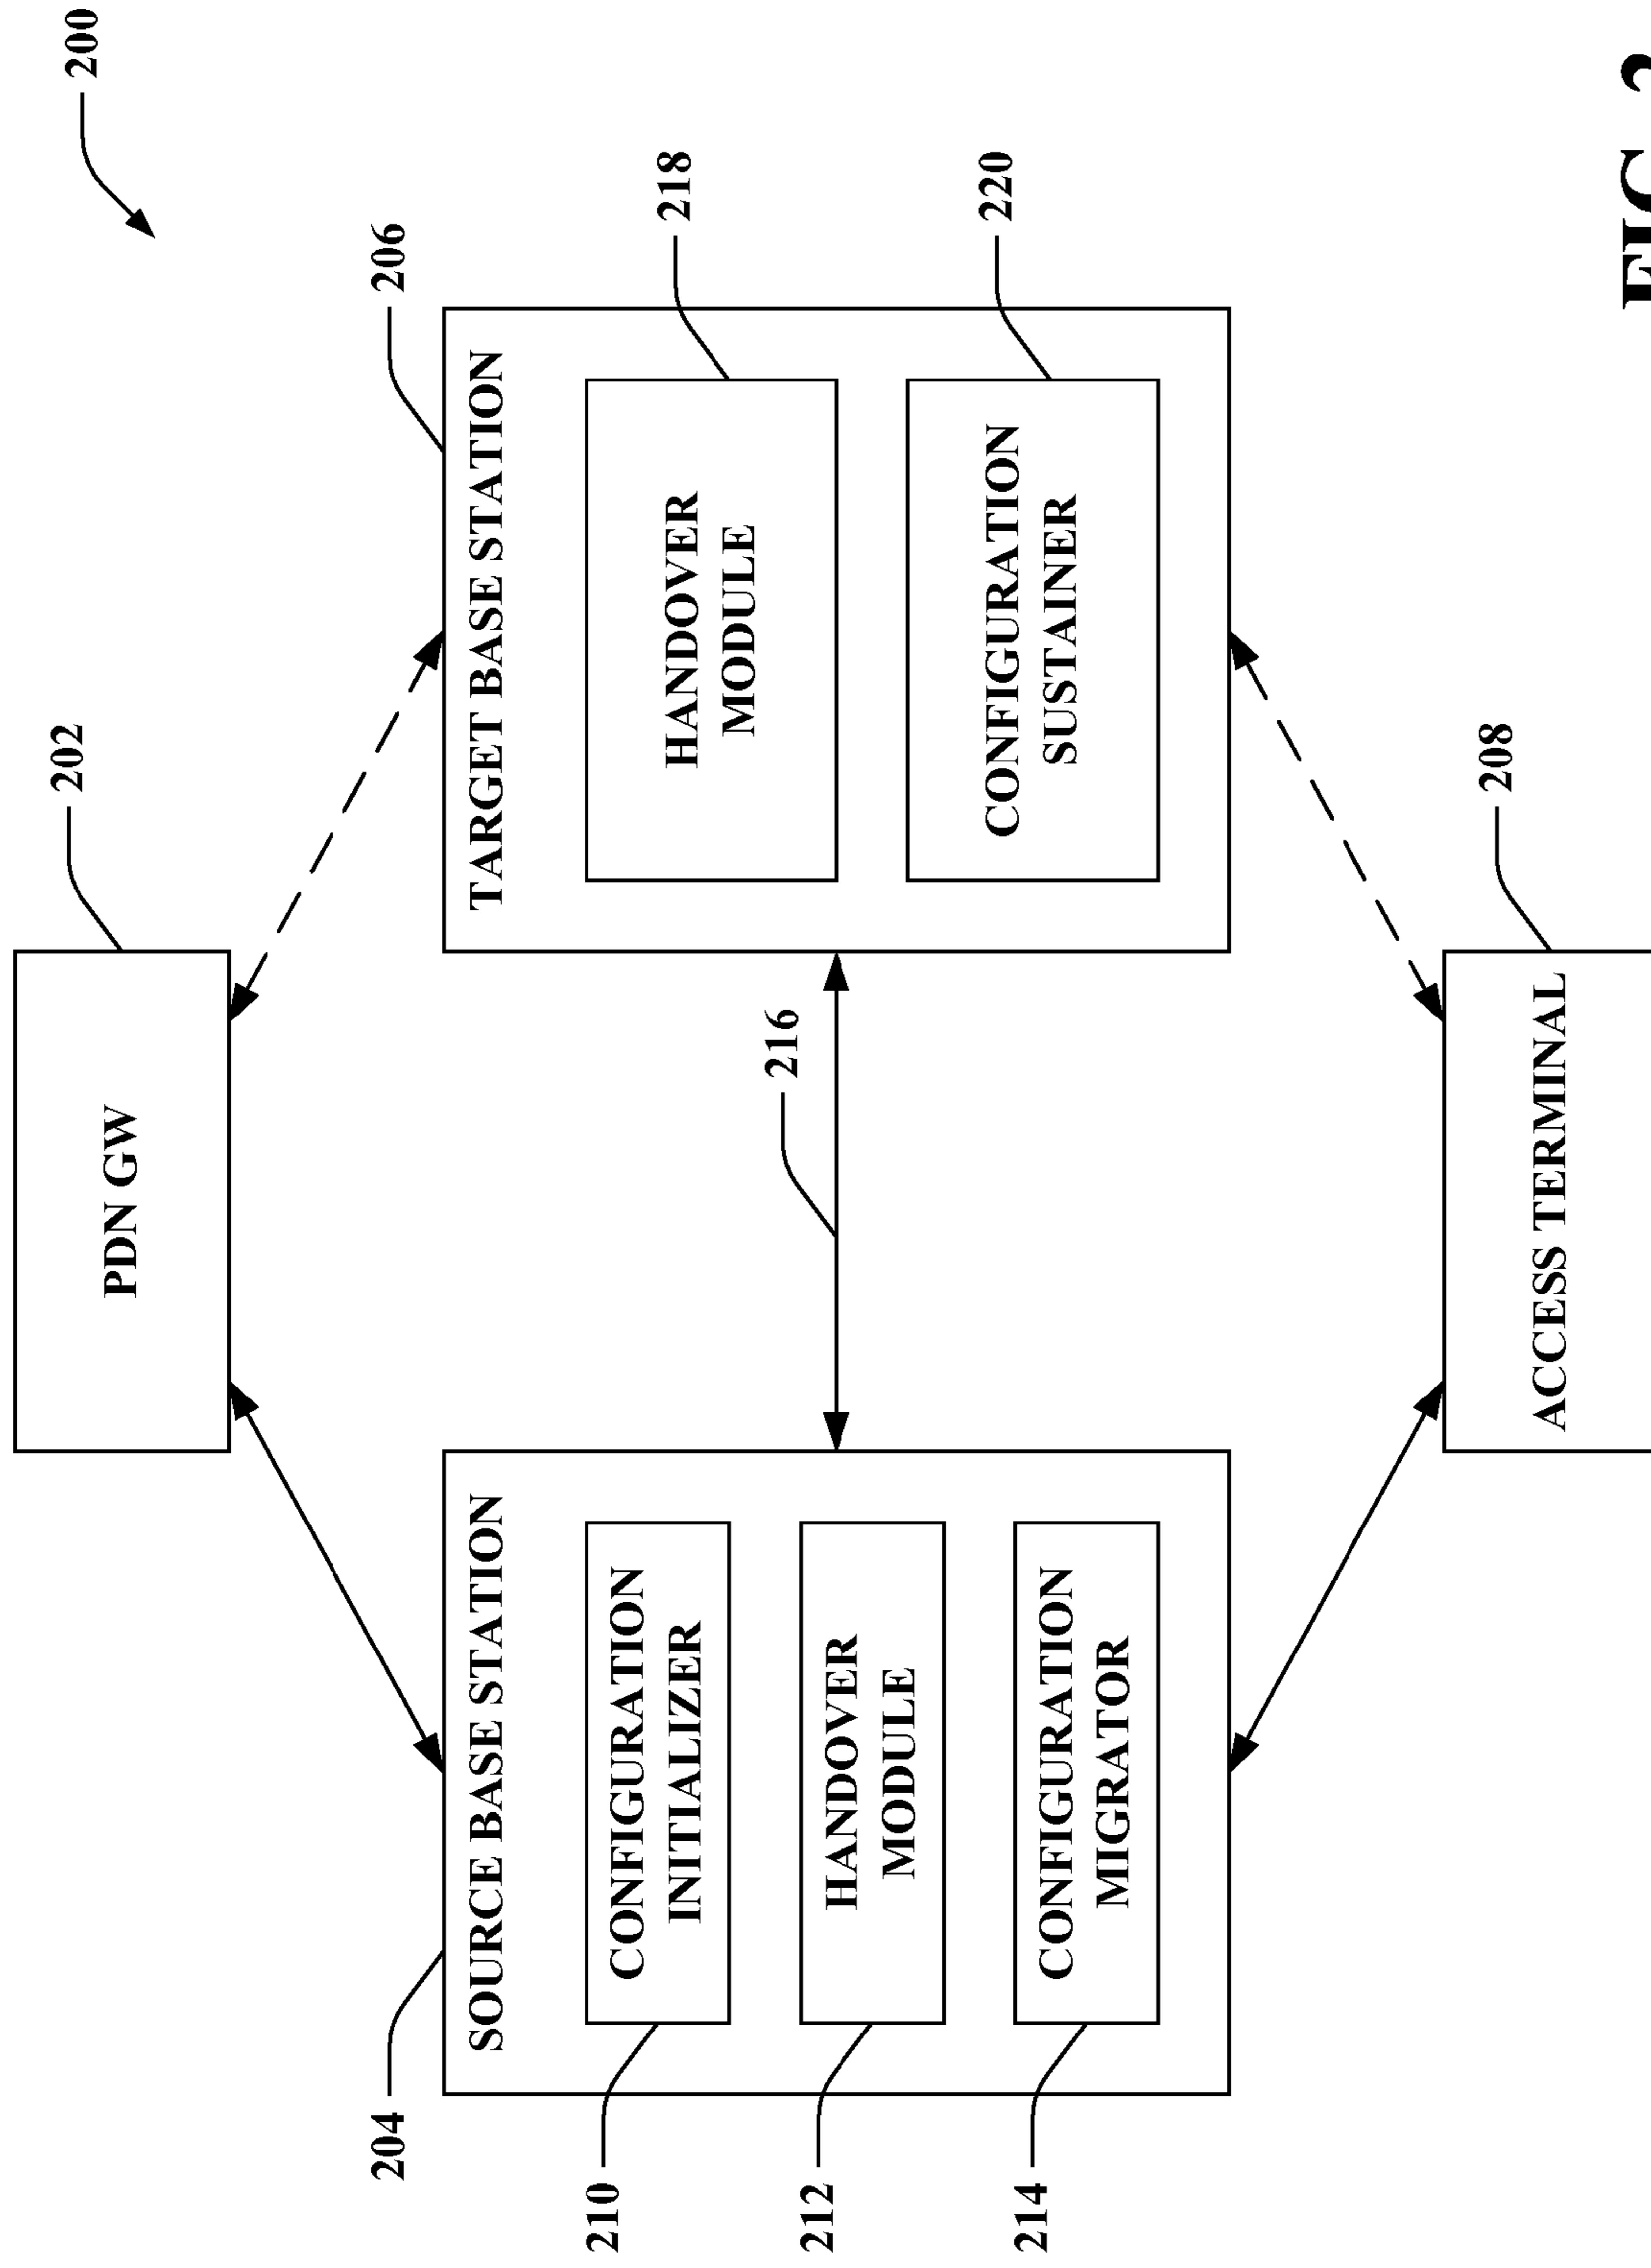 200
202
PDN GW
206
TARGET BASE STATION
218
HANDOVER
MODULE
220
CONFIGURATION
SUSTAINER
216
204
SOURCE BASE STATION
210
CONFIGURATION
INITIALIZER
212
HANDOVER
MODULE
214
CONFIGURATION
MIGRATOR
208
ACCESS TERMINAL